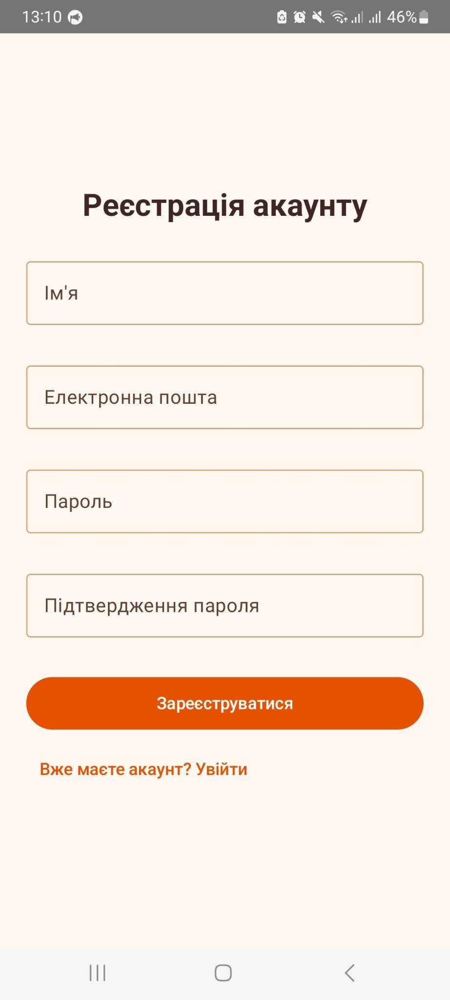 13:10 46%
Реєстрація акаунту
Ім'я
Електронна пошта
Пароль
Підтвердження пароля
Зареєструватися
Вже маєте акаунт? Увійти